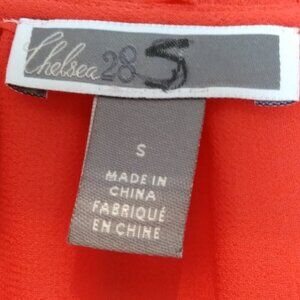 Chelsea28 S
S
MADE IN
CHINA
FABRIQUÉ
EN CHINE